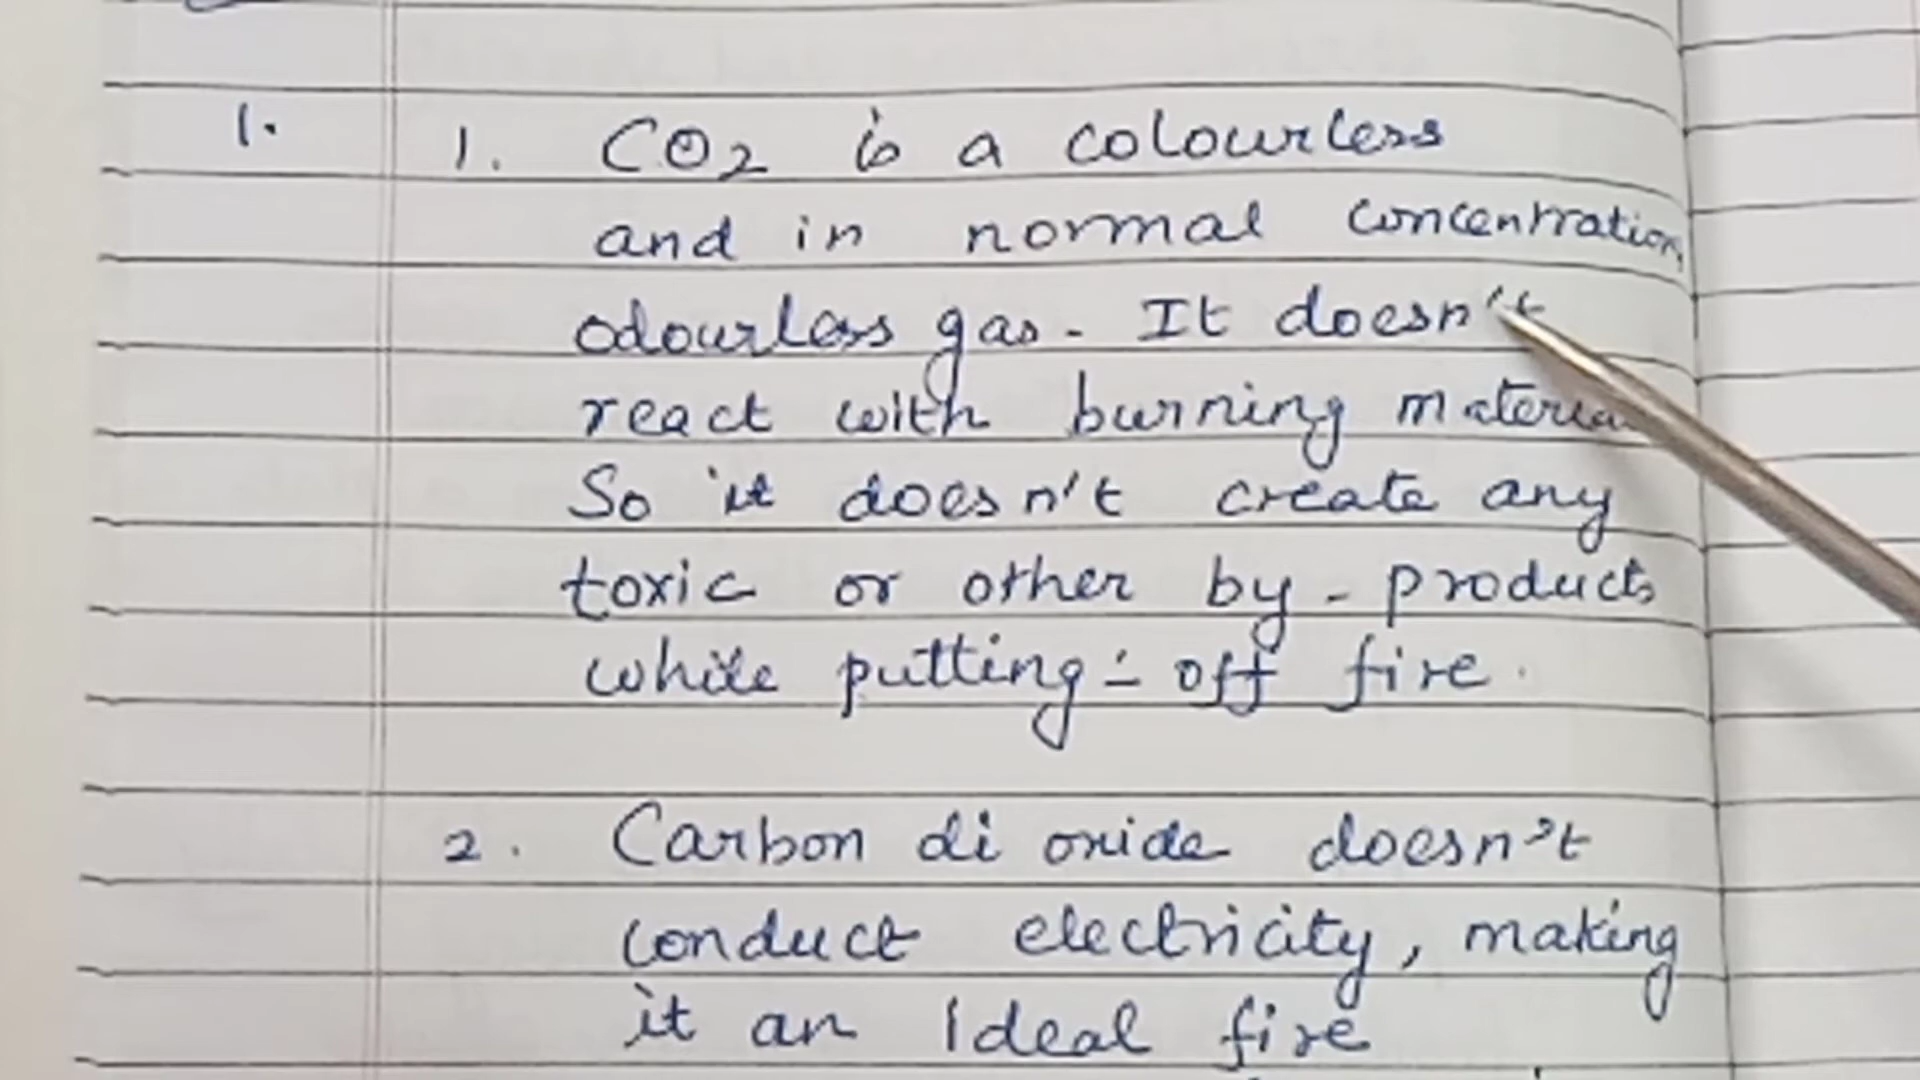 1. 1. CO2 is a colourless
and in normal concentration,
odourless gas. It doesn't
react with burning
So it doesn't create any
toxic or other by-products
while putting-off fire.
2. Carbon di oxide doesn't
conduct electricity, making
it an Ideal fire